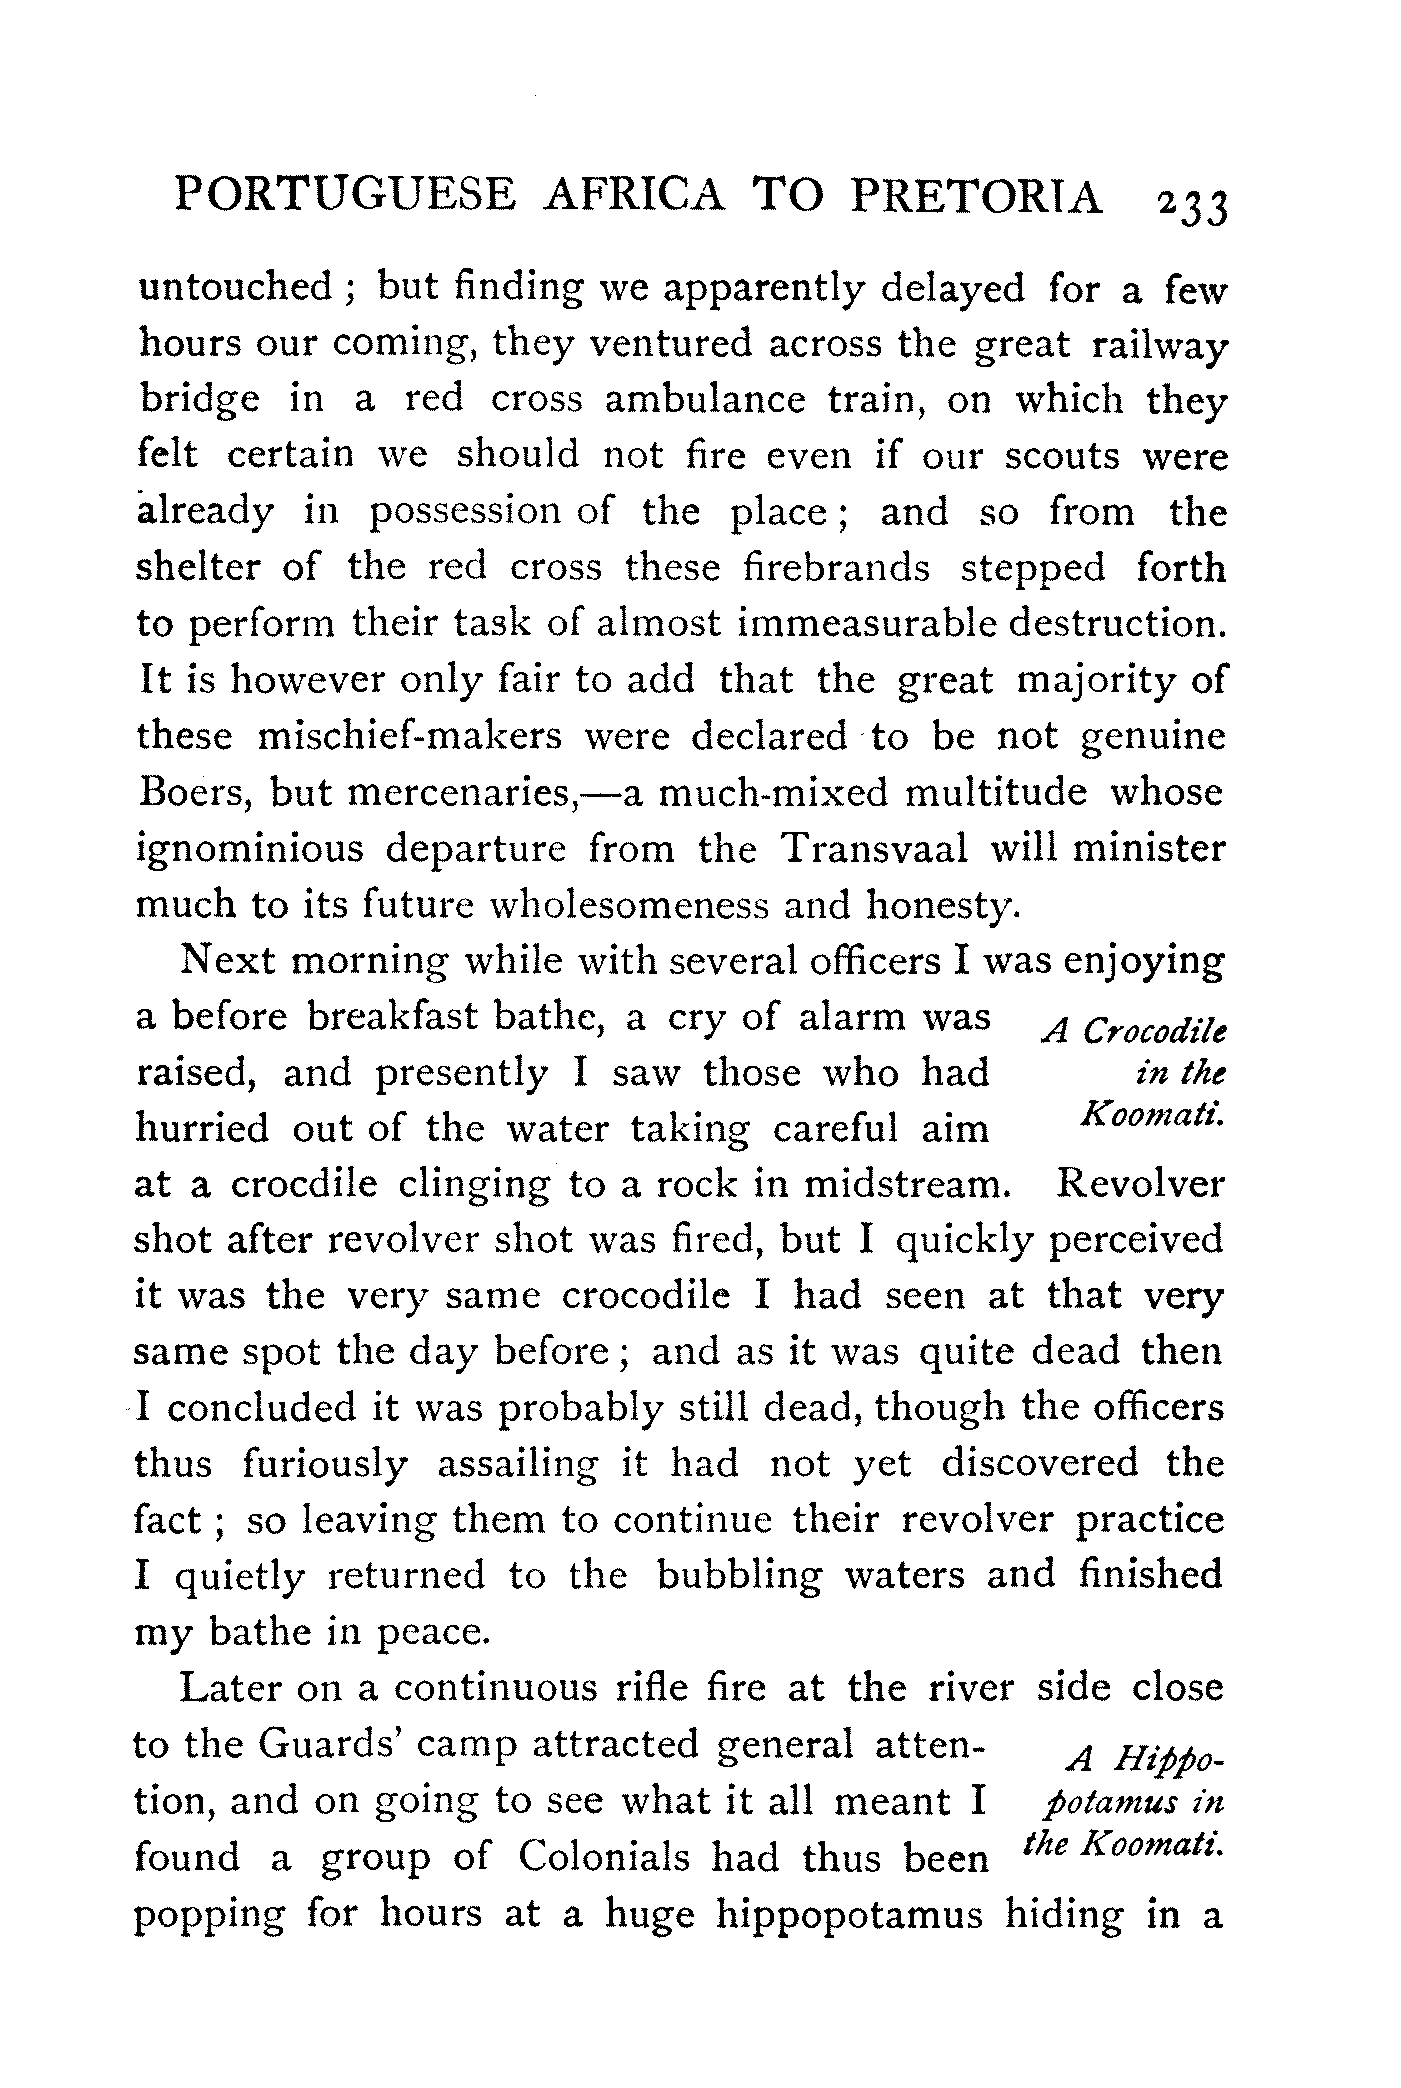 PORTUGUESE AFRICA TO PRETORIA 233
untouched ; but finding we apparently delayed for a few
hours our coming, they ventured across the great railway
bridge in a red cross ambulance train, on which they
felt certain we should not fire even if our scouts were
already in possession of the place ; and so from the
shelter of the red cross these firebrands stepped forth
to perform their task of almost immeasurable destruction.
It is however only fair to add that the great majority of
these mischief-makers were declared to be not genuine
Boers, but mercenaries,—a much-mixed multitude whose
ignominious departure from the Transvaal will minister
much to its future wholesomeness and honesty.
Next morning while with several officers I was enjoying
a before breakfast bathe, a cry of alarm was
raised, and presently I saw those who had
hurried out of the water taking careful aim
A Crocodile
in the
Koomati.
at a crocdile clinging to a rock in midstream. Revolver
shot after revolver shot was fired, but I quickly perceived
it was the very same crocodile I had seen at that very
same spot the day before ; and as it was quite dead then
I concluded it was probably still dead, though the officers
thus furiously assailing it had not yet discovered the
fact ; so leaving them to continue their revolver practice
I quietly returned to the bubbling waters and finished
my bathe in peace.
Later on a continuous rifle fire at the river side close
to the Guards' camp attracted general atten-
tion, and on going to see what it all meant I
found a group of Colonials had thus been
A Hippo-
potamus in
the Koomati.
popping for hours at a huge hippopotamus hiding in a